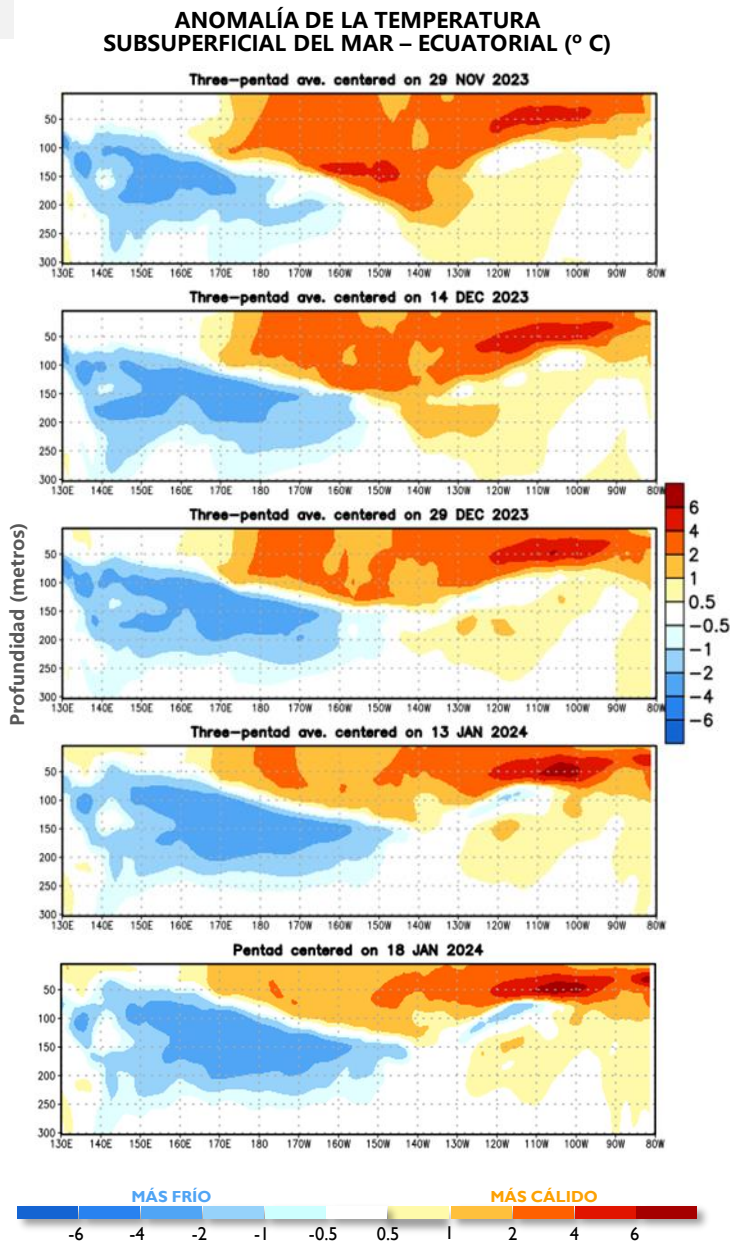 ANOMALÍA DE LA TEMPERATURA
SUBSUPERFICIAL DEL MAR – ECUATORIAL (º C)
Three-pentad ave. centered on 29 NOV 2023
50
100
150
200
250
300
130E 140E 150E 160E 170E 180 170W 160W 150W 140W 130W 120W 110W 100W 90W 80W
Three-pentad ave. centered on 14 DEC 2023
50
100
150
200
250
300
130E 140E 150E 160E 170E 180 170W 160W 150W 140W 130W 120W 110W 100W 90W 80W
Three-pentad ave. centered on 29 DEC 2023
50
100
150
200
250
300
130E 140E 150E 160E 170E 180 170W 160W 150W 140W 130W 120W 110W 100W 90W 80W
Three-pentad ave. centered on 13 JAN 2024
50
100
150
200
250
300
130E 140E 150E 160E 170E 180 170W 160W 150W 140W 130W 120W 110W 100W 90W 80W
Pentad centered on 18 JAN 2024
50
100
150
200
250
300
130E 140E 150E 160E 170E 180 170W 160W 150W 140W 130W 120W 110W 100W 90W 80W
Profundidad (metros)
6
4
2
1
0.5
−0.5
−1
−2
−4
−6
MÁS FRÍO MÁS CÁLIDO
-6 -4 -2 -1 -0.5 0.5 1 2 4 6